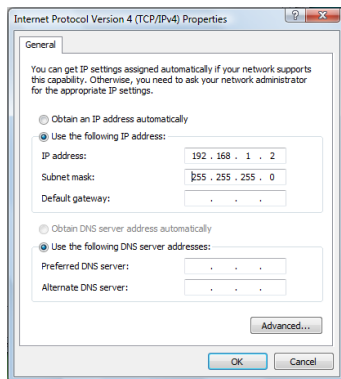 Internet Protocol Version 4 (TCP/IPv4) Properties
General
You can get IP settings assigned automatically if your network supports
this capability. Otherwise, you need to ask your network administrator
for the appropriate IP settings.
Obtain an IP address automatically
Use the following IP address:
IP address: 192 . 168 . 1 . 2
Subnet mask: 255 . 255 . 255 . 0
Default gateway: . . .
Obtain DNS server address automatically
Use the following DNS server addresses:
Preferred DNS server: . . .
Alternate DNS server: . . .
Advanced...
OK Cancel